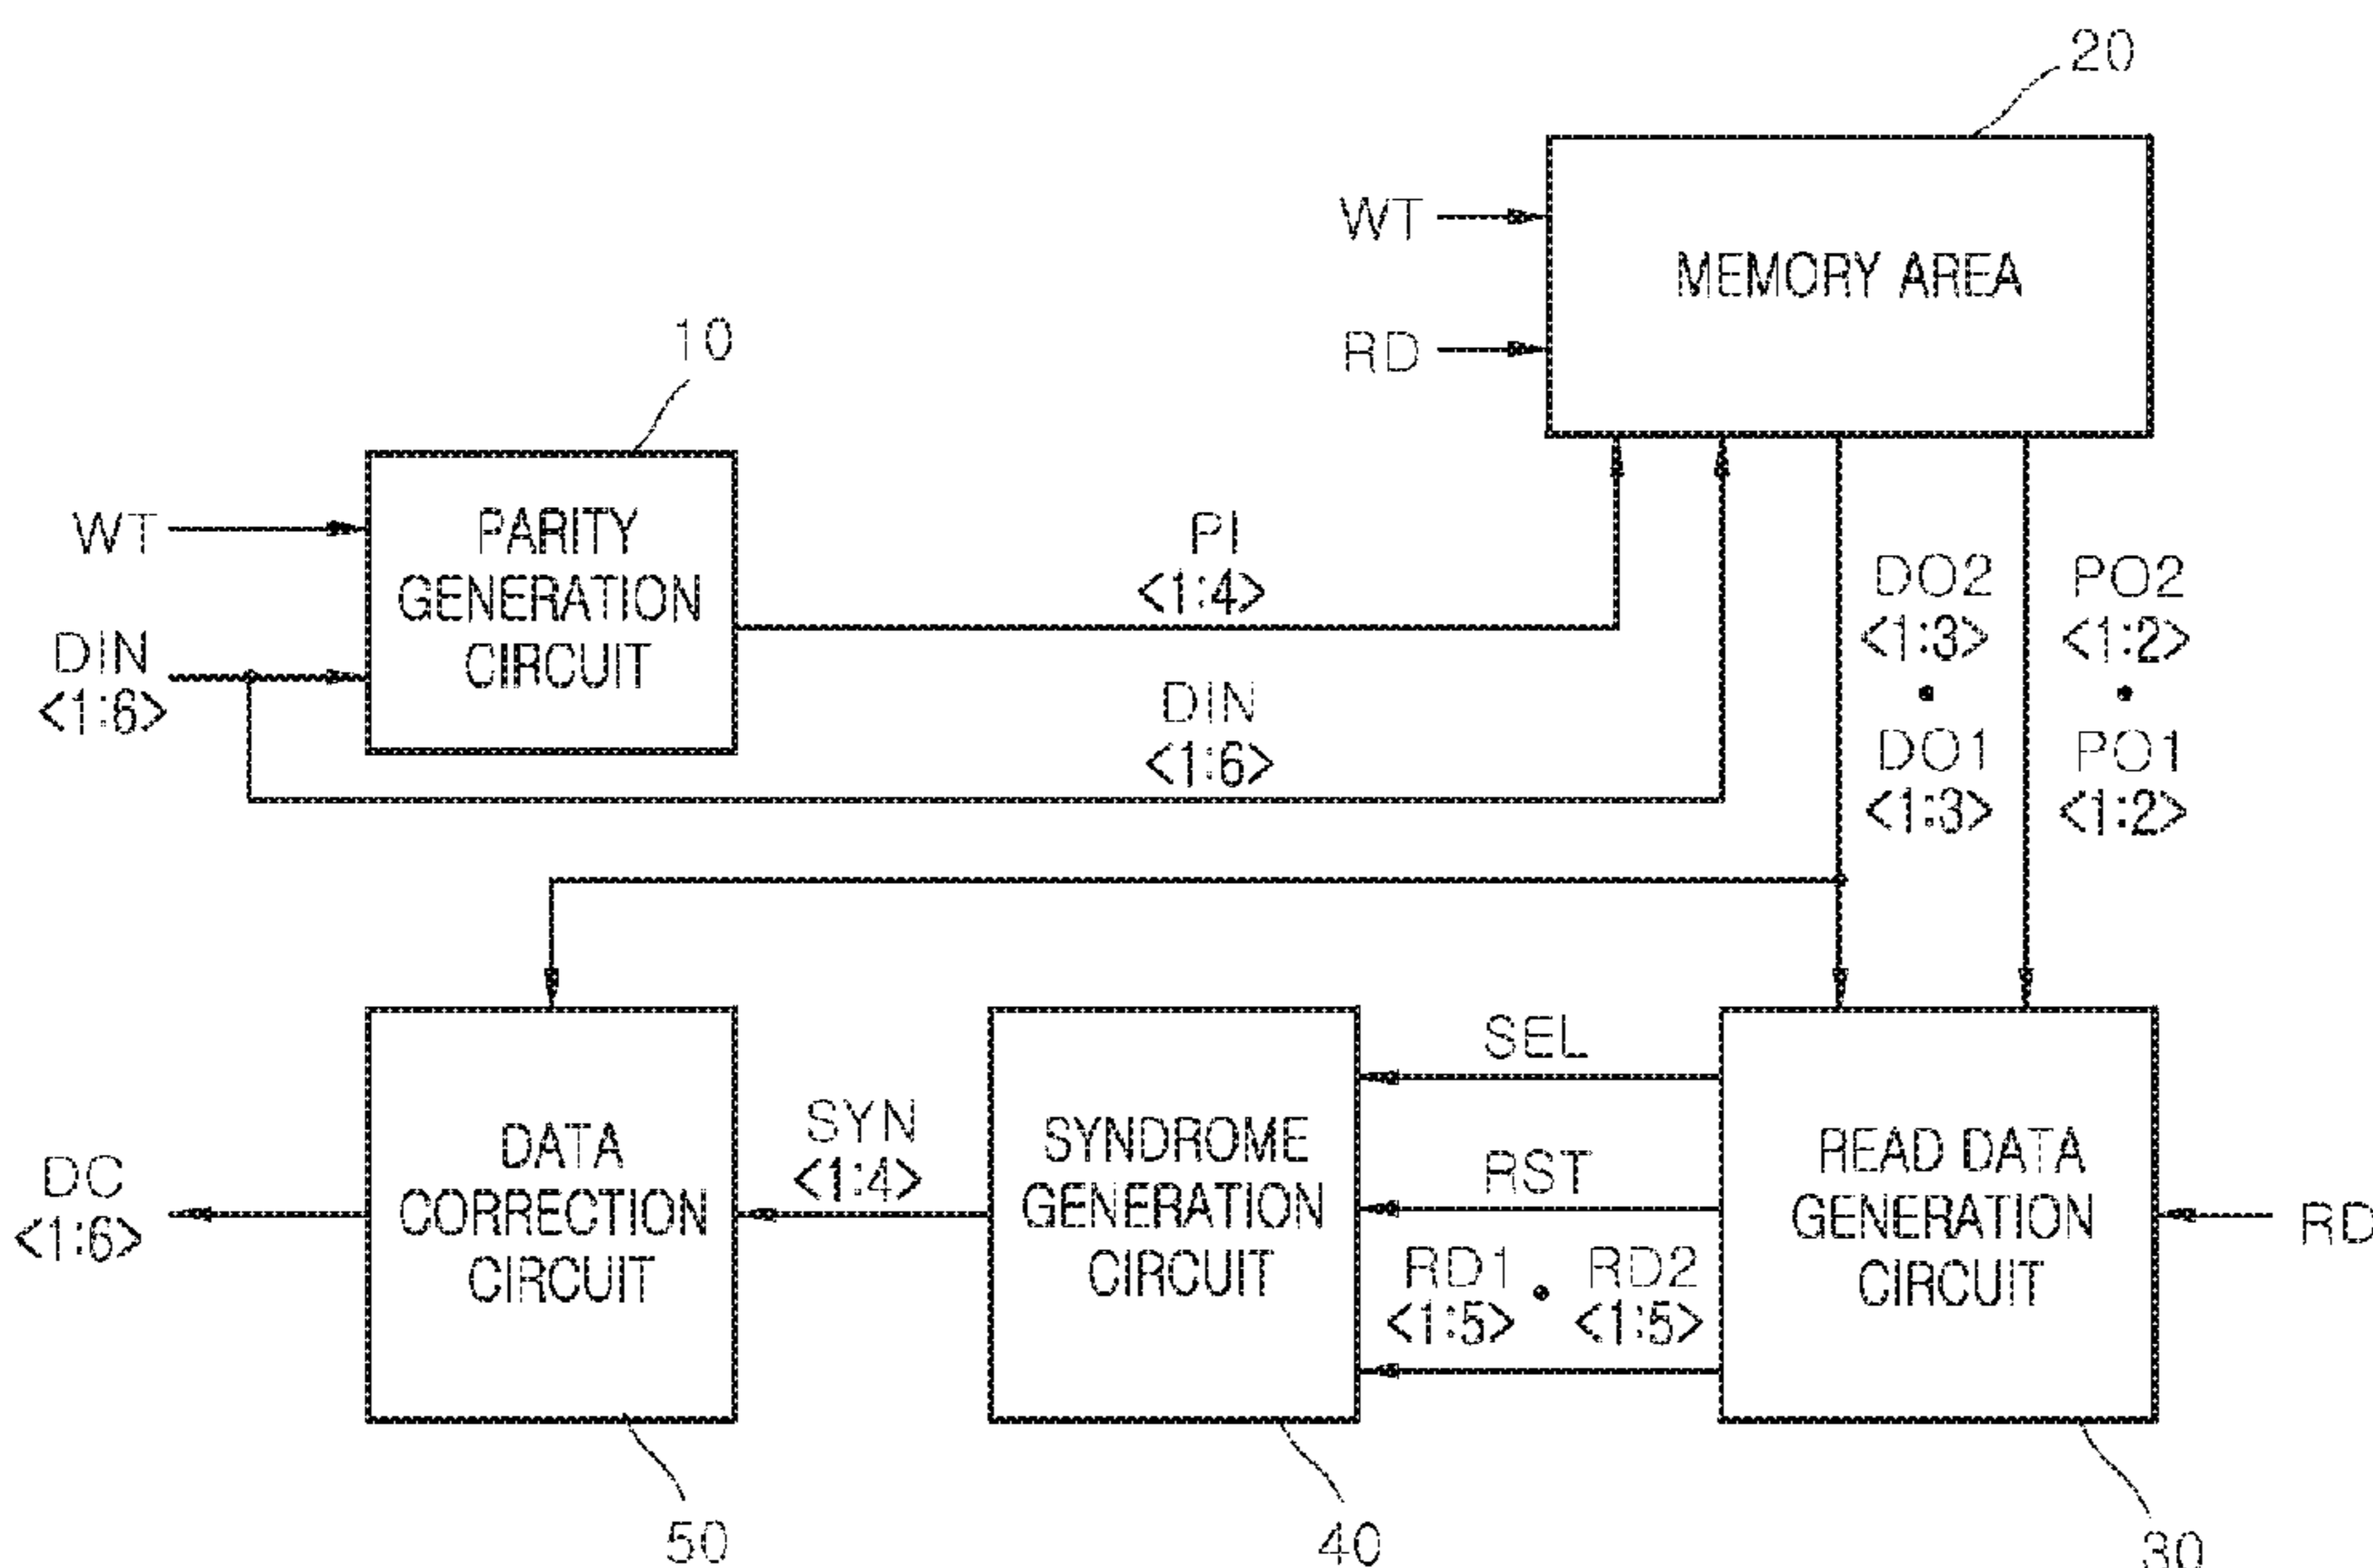 20
WT
MEMORY AREA
RD
10
WT
PARITY
GENERATION
CIRCUIT
DIN
<1:6>
PI
<1:4>
DIN
<1:6>
DO2
<1:3>
•
DO1
<1:3>
PO2
<1:2>
•
PO1
<1:2>
DC
<1:6>
DATA
CORRECTION
CIRCUIT
SYN
<1:4>
SYNDROME
GENERATION
CIRCUIT
SEL
RST
RD1 • RD2
<1:5> <1:5>
READ DATA
GENERATION
CIRCUIT
RD
50
40
30